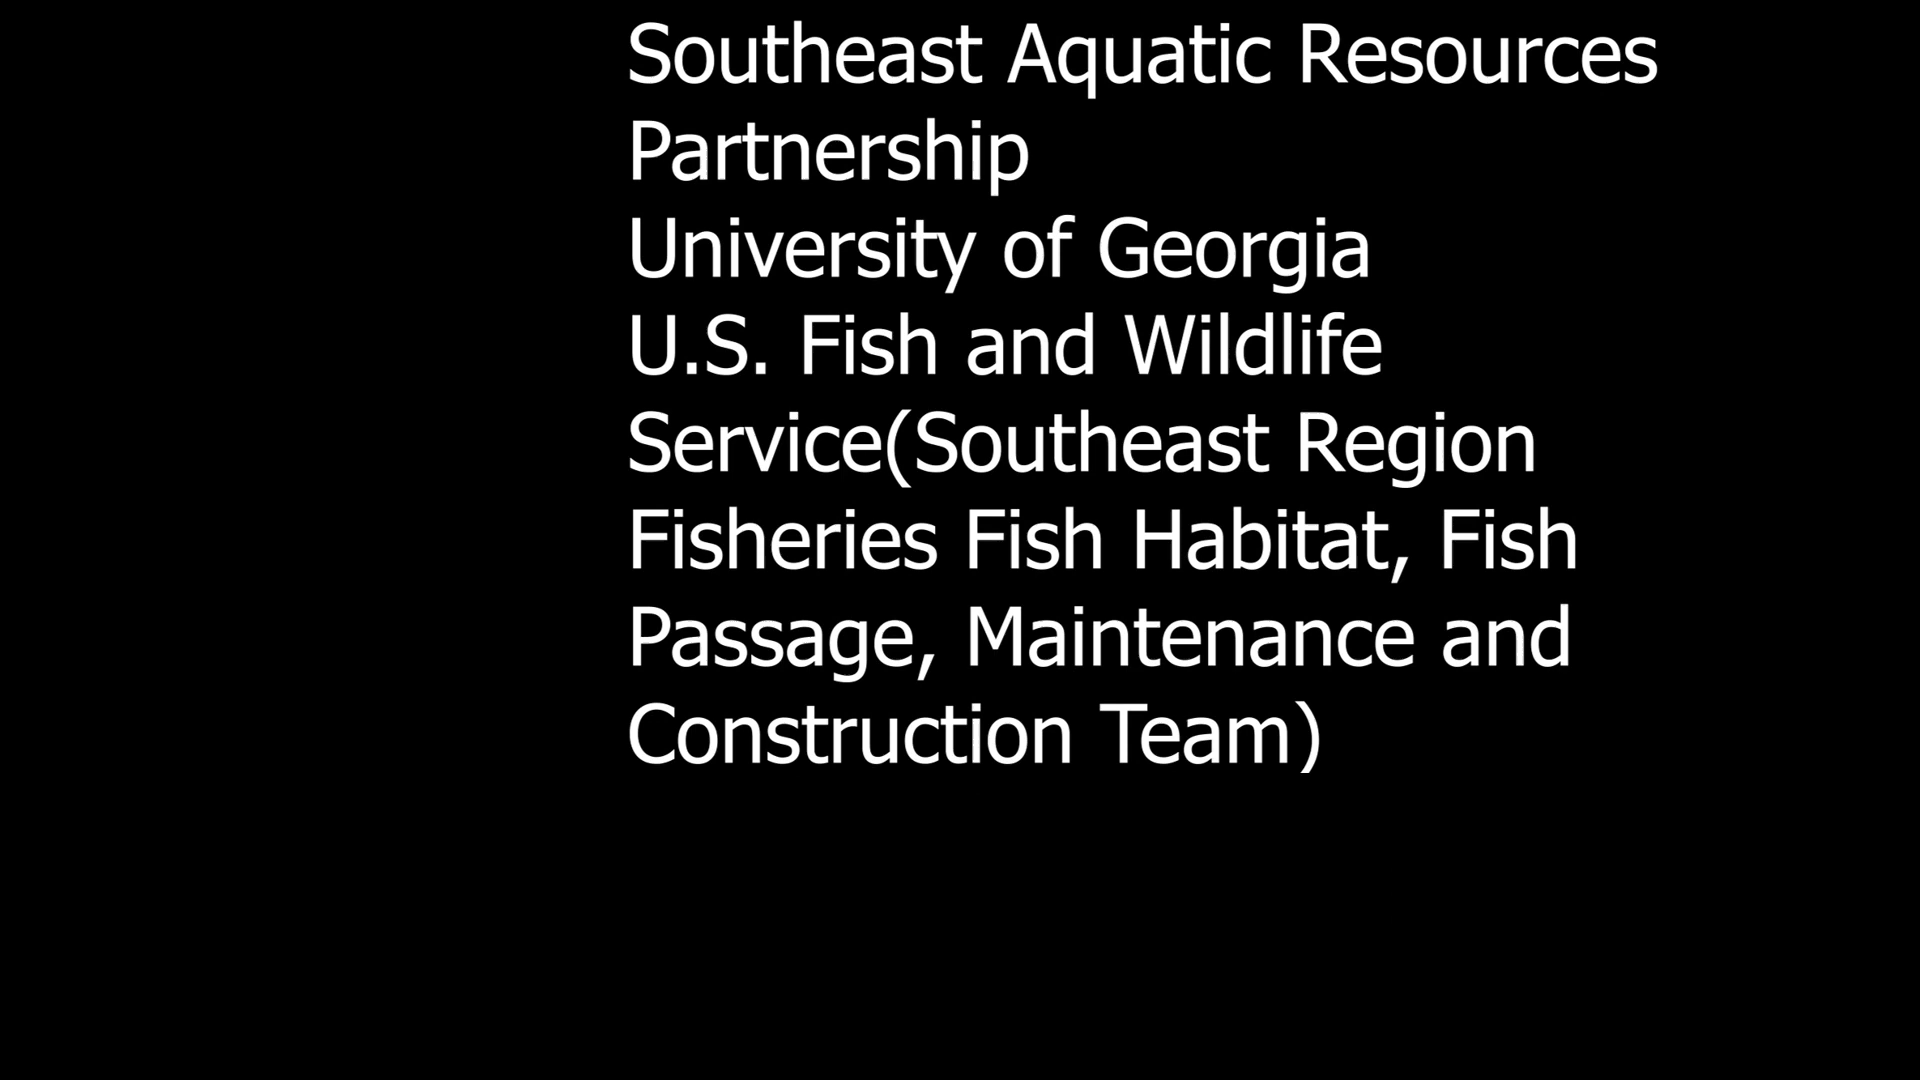 Southeast Aquatic Resources
Partnership
University of Georgia
U.S. Fish and Wildlife
Service(Southeast Region
Fisheries Fish Habitat, Fish
Passage, Maintenance and
Construction Team)